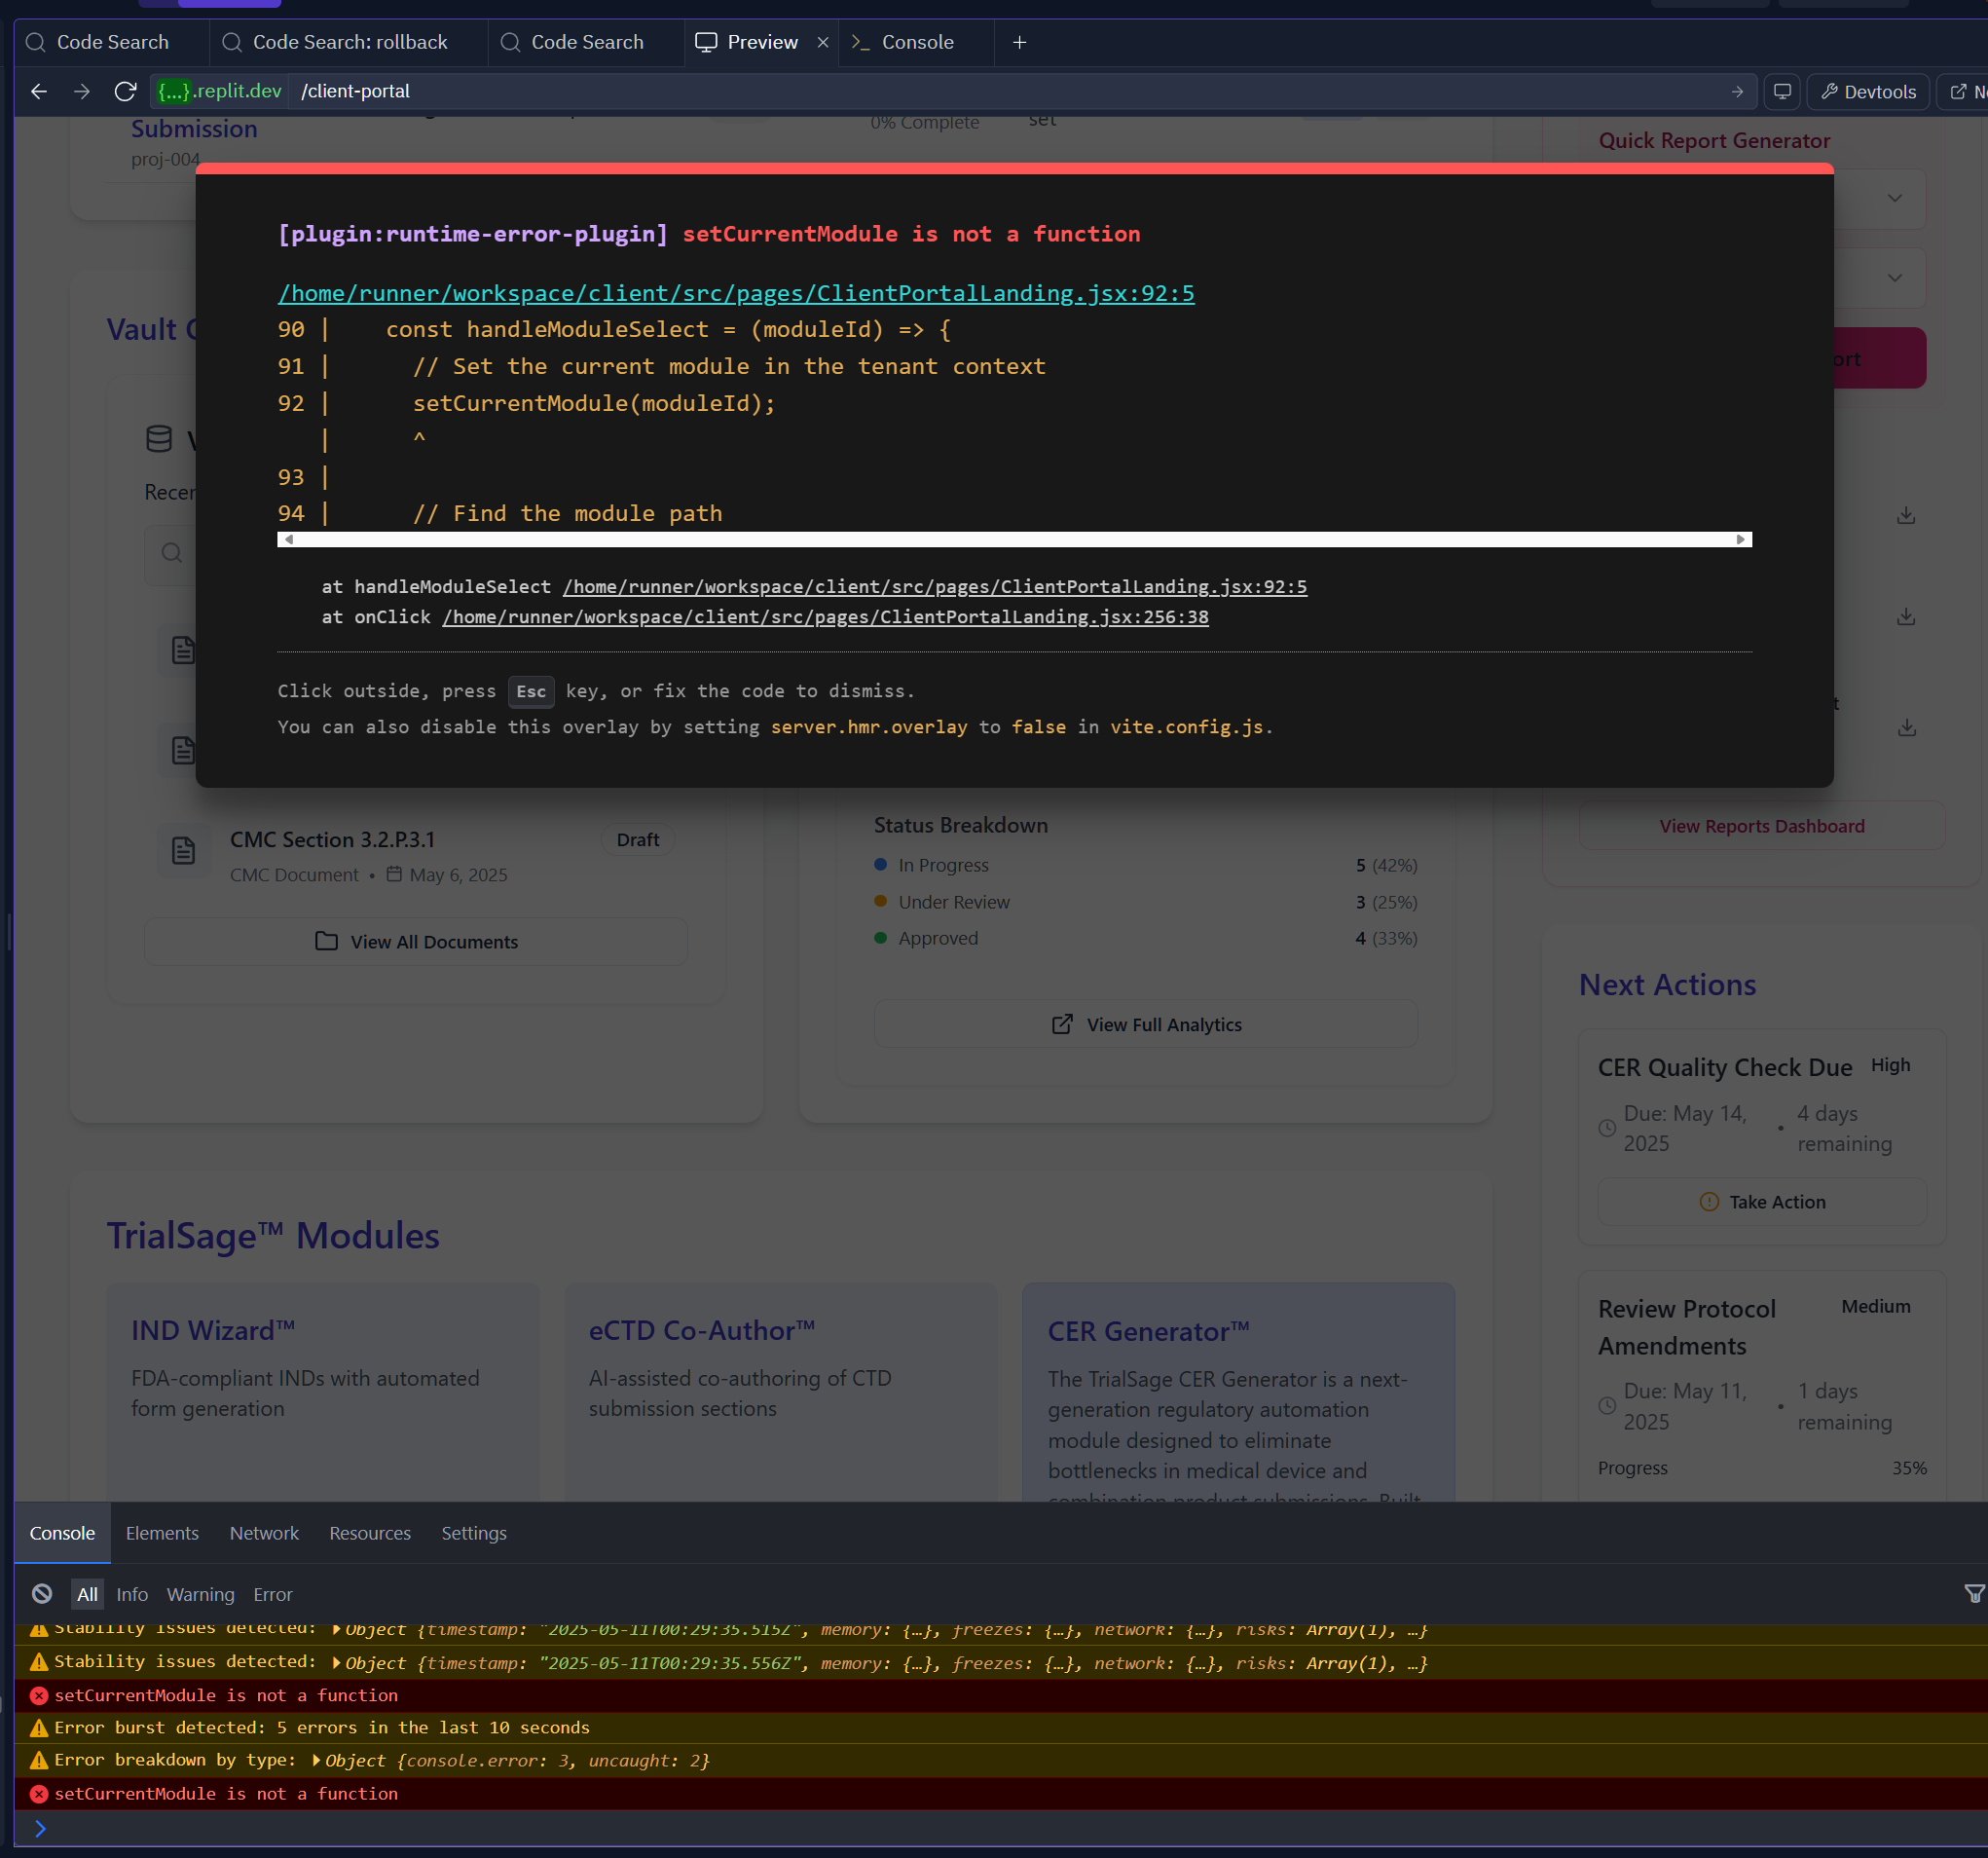 Code Search
Code Search: rollback
Code Search
Preview
Console
{...}.replit.dev
/client-portal
Devtools
Submission
proj-004
0% Complete
set
Quick Report Generator
[plugin:runtime-error-plugin] setCurrentModule is not a function
/home/runner/workspace/client/src/pages/ClientPortalLanding.jsx:92:5
90 |    const handleModuleSelect = (moduleId) => {
91 |      // Set the current module in the tenant context
92 |      setCurrentModule(moduleId);
   |      ^
93 |
94 |      // Find the module path
at handleModuleSelect /home/runner/workspace/client/src/pages/ClientPortalLanding.jsx:92:5
at onClick /home/runner/workspace/client/src/pages/ClientPortalLanding.jsx:256:38
Click outside, press Esc key, or fix the code to dismiss.
You can also disable this overlay by setting server.hmr.overlay to false in vite.config.js.
Vault
CMC Section 3.2.P.3.1
Draft
CMC Document • May 6, 2025
View All Documents
Status Breakdown
In Progress 5 (42%)
Under Review 3 (25%)
Approved 4 (33%)
View Full Analytics
View Reports Dashboard
Next Actions
CER Quality Check Due High
Due: May 14, 2025 • 4 days remaining
Take Action
Review Protocol Amendments Medium
Due: May 11, 2025 • 1 days remaining
Progress 35%
TrialSage™ Modules
IND Wizard™
FDA-compliant INDs with automated
form generation
eCTD Co-Author™
AI-assisted co-authoring of CTD
submission sections
CER Generator™
The TrialSage CER Generator is a next-
generation regulatory automation
module designed to eliminate
bottlenecks in medical device and
combination product submissions. Built
Console Elements Network Resources Settings
All Info Warning Error
Stability issues detected: Object {timestamp: "2025-05-11T00:29:35.515Z", memory: {…}, freezes: {…}, network: {…}, risks: Array(1), …}
Stability issues detected: Object {timestamp: "2025-05-11T00:29:35.556Z", memory: {…}, freezes: {…}, network: {…}, risks: Array(1), …}
setCurrentModule is not a function
Error burst detected: 5 errors in the last 10 seconds
Error breakdown by type: Object {console.error: 3, uncaught: 2}
setCurrentModule is not a function